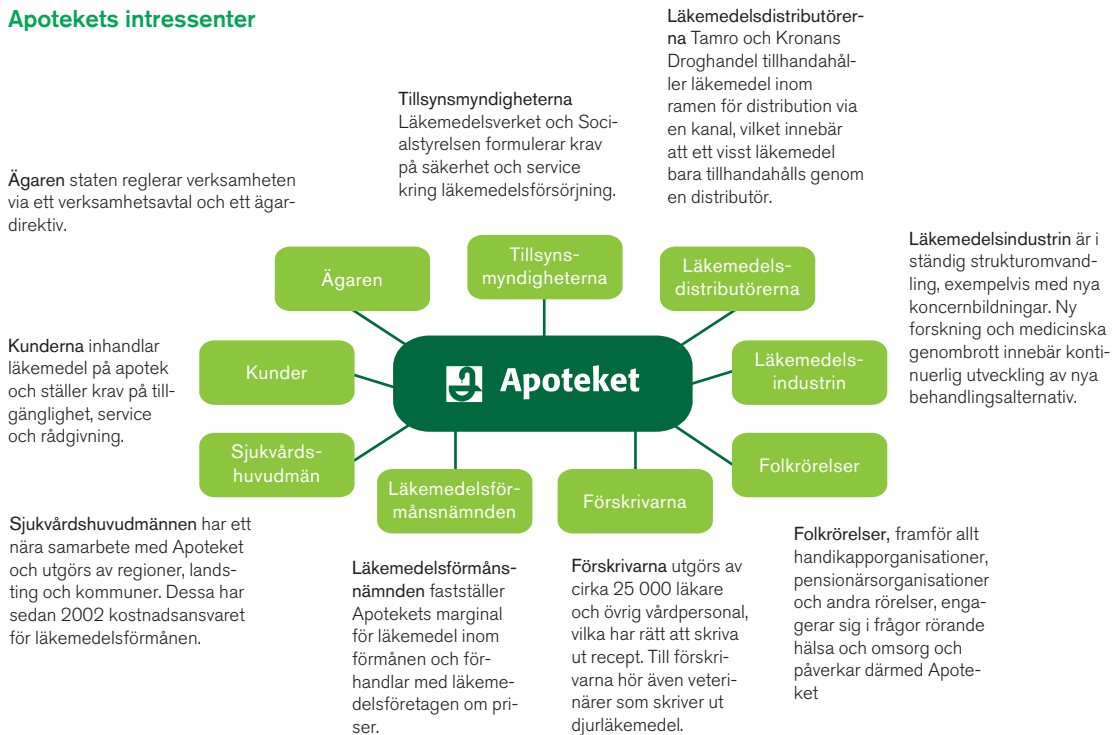 Apotekets intressenter
Läkemedelsdistributörer-
na Tamro och Kronans
Droghandel tillhandahål-
ler läkemedel inom
ramen för distribution via
en kanal, vilket innebär
att ett visst läkemedel
bara tillhandahålls genom
en distributör.
Tillsynsmyndigheterna
Läkemedelsverket och Soci-
alstyrelsen formulerar krav
på säkerhet och service
kring läkemedelsförsörjning.
Ägaren staten reglerar verksamheten
via ett verksamhetsavtal och ett ägar-
direktiv.
Läkemedelsindustrin är i
ständig strukturomvand-
ling, exempelvis med nya
koncernbildningar. Ny
forskning och medicinska
genombrott innebär konti-
nuerlig utveckling av nya
behandlingsalternativ.
Ägaren
Tillsyns-
myndigheterna
Läkemedels-
distributörerna
Kunderna inhandlar
läkemedel på apotek
och ställer krav på till-
gänglighet, service
och rådgivning.
Kunder
Apoteket
Läkemedels-
industrin
Sjukvårds-
huvudmän
Läkemedelsför-
månsnämnden
Förskrivarna
Folkrörelser
Sjukvårdshuvudmännen har ett
nära samarbete med Apoteket
och utgörs av regioner, lands-
ting och kommuner. Dessa har
sedan 2002 kostnadsansvaret
för läkemedelsförmånen.
Läkemedelsförmåns-
nämnden fastställer
Apotekets marginal
för läkemedel inom
förmånen och för-
handlar med läkeme-
delsföretagen om pri-
ser.
Förskrivarna utgörs av
cirka 25 000 läkare
och övrig vårdpersonal,
vilka har rätt att skriva
ut recept. Till förskri-
varna hör även veteri-
närer som skriver ut
djurläkemedel.
Folkrörelser, framför allt
handikapporganisationer,
pensionärsorganisationer
och andra rörelser, enga-
gerar sig i frågor rörande
hälsa och omsorg och
påverkar därmed Apote-
ket